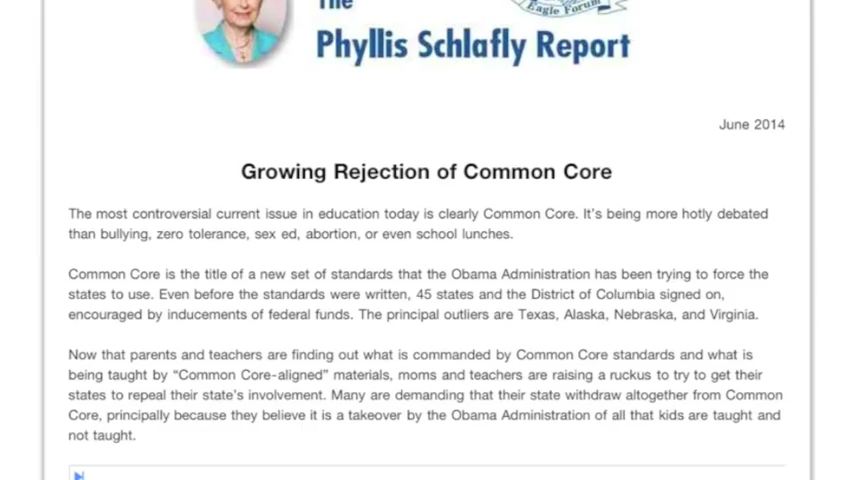 The
Eagle Forum
Phyllis Schlafly Report
June 2014
Growing Rejection of Common Core
The most controversial current issue in education today is clearly Common Core. It's being more hotly debated
than bullying, zero tolerance, sex ed, abortion, or even school lunches.
Common Core is the title of a new set of standards that the Obama Administration has been trying to force the
states to use. Even before the standards were written, 45 states and the District of Columbia signed on,
encouraged by inducements of federal funds. The principal outliers are Texas, Alaska, Nebraska, and Virginia.
Now that parents and teachers are finding out what is commanded by Common Core standards and what is
being taught by “Common Core-aligned” materials, moms and teachers are raising a ruckus to try to get their
states to repeal their state's involvement. Many are demanding that their state withdraw altogether from Common
Core, principally because they believe it is a takeover by the Obama Administration of all that kids are taught and
not taught.